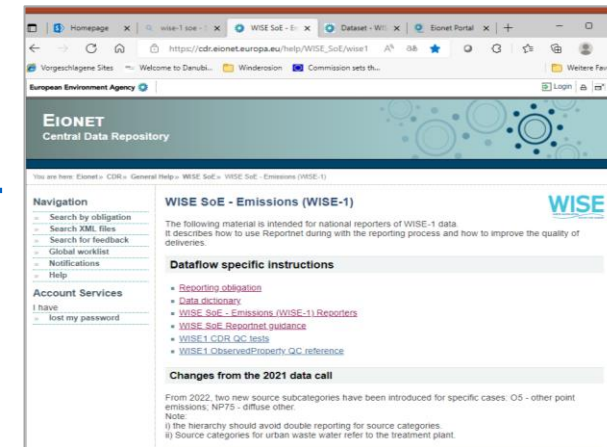 Homepage
wise-1 soe -
WISE SoE - E
Dataset - WI
Eionet Portal
https://cdr.eionet.europa.eu/help/WISE_SoE/wise1
Vorgeschlagene Sites
Welcome to Danubi...
Winderosion
Commission sets th...
Weitere Fav
European Environment Agency
Login
EIONET
Central Data Repository
You are here: Eionet » CDR » General Help » WISE SoE » WISE SoE - Emissions (WISE-1)
Navigation
Search by obligation
Search XML files
Search for feedback
Global worklist
Notifications
Help
Account Services
I have
lost my password
WISE SoE - Emissions (WISE-1)
WISE
The following material is intended for national reporters of WISE-1 data.
It describes how to use Reportnet during with the reporting process and how to improve the quality of
deliveries.
Dataflow specific instructions
Reporting obligation
Data dictionary
WISE SoE - Emissions (WISE-1) Reporters
WISE SoE Reportnet guidance
WISE1 CDR QC tests
WISE1 ObservedProperty QC reference
Changes from the 2021 data call
From 2022, two new source subcategories have been introduced for specific cases: O5 - other point
emissions; NP75 - diffuse other.
Note:
i) the hierarchy should avoid double reporting for source categories.
ii) Source categories for urban waste water refer to the treatment plant.